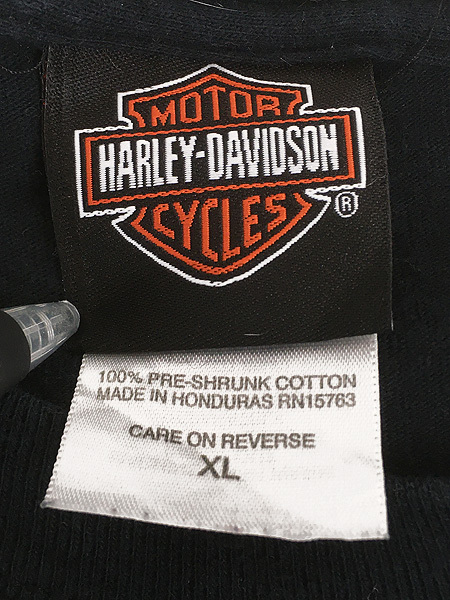 MOTOR
HARLEY-DAVIDSON
CYCLES
®
100% PRE-SHRUNK COTTON
MADE IN HONDURAS RN15763
CARE ON REVERSE
XL